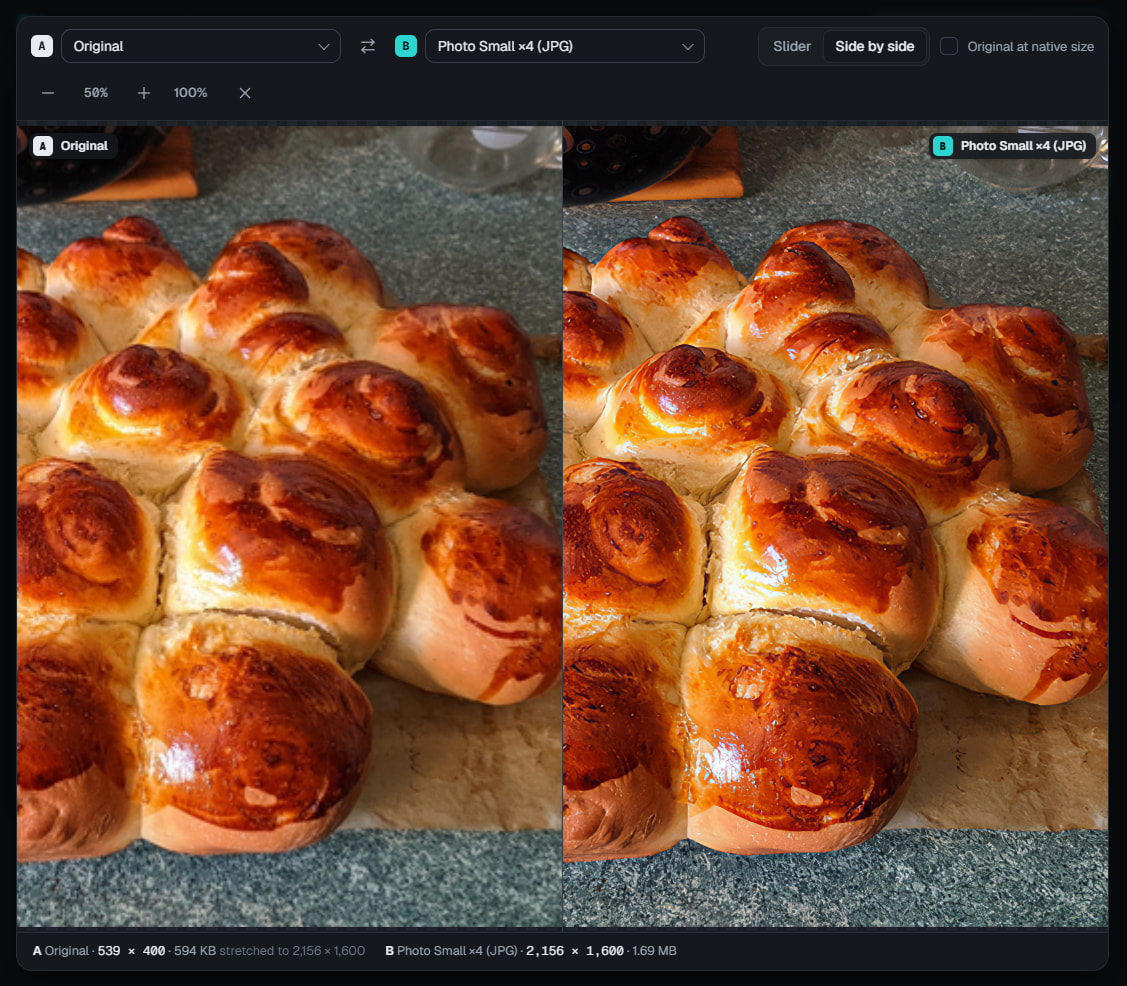 A Original B Photo Small ×4 (JPG) Slider Side by side Original at native size
50% 100%
A Original B Photo Small ×4 (JPG)
A Original · 539 × 400 · 594 KB stretched to 2,156 × 1,600 B Photo Small ×4 (JPG) · 2,156 × 1,600 · 1.69 MB